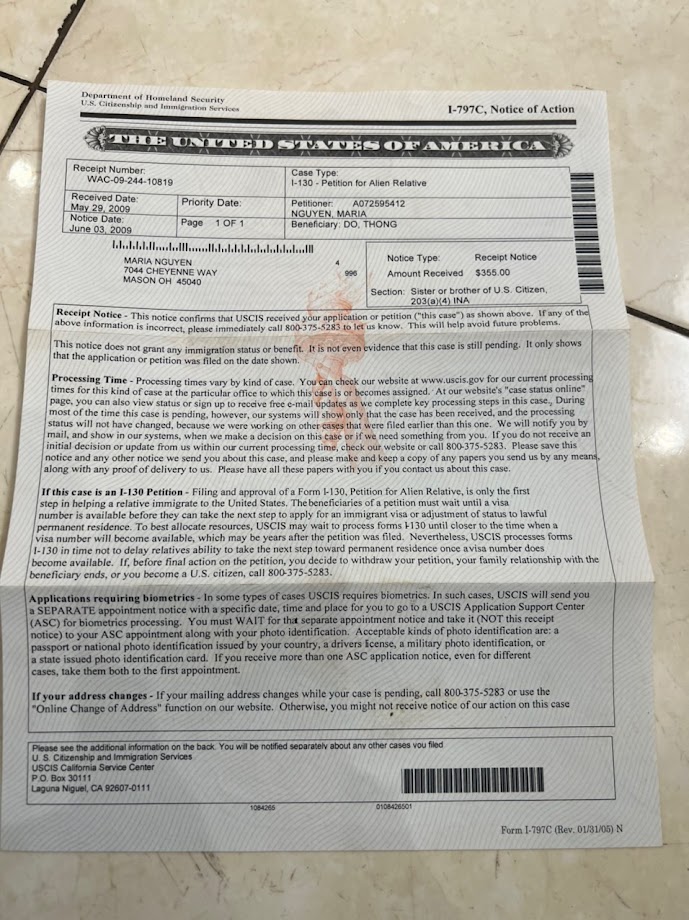 Department of Homeland Security
U.S. Citizenship and Immigration Services
I-797C, Notice of Action
THE UNITED STATES OF AMERICA
Receipt Number:
WAC-09-244-10819
Case Type:
I-130 - Petition for Alien Relative
Received Date:
May 29, 2009
Priority Date:
Petitioner: A072595412
NGUYEN, MARIA
Notice Date:
June 03, 2009
Page 1 OF 1
Beneficiary: DO, THONG
MARIA NGUYEN
7044 CHEYENNE WAY
MASON OH 45040
4
996
Notice Type: Receipt Notice
Amount Received $355.00
Section: Sister or brother of U.S. Citizen,
203(a)(4) INA
Receipt Notice - This notice confirms that USCIS received your application or petition ("this case") as shown above. If any of the
above information is incorrect, please immediately call 800-375-5283 to let us know. This will help avoid future problems.
This notice does not grant any immigration status or benefit. It is not even evidence that this case is still pending. It only shows
that the application or petition was filed on the date shown.
Processing Time - Processing times vary by kind of case. You can check our website at www.uscis.gov for our current processing
times for this kind of case at the particular office to which this case is or becomes assigned. At our website's "case status online"
page, you can also view status or sign up to receive free e-mail updates as we complete key processing steps in this case., During
most of the time this case is pending, however, our systems will show only that the case has been received, and the processing
status will not have changed, because we were working on other cases that were filed earlier than this one. We will notify you by
mail, and show in our systems, when we make a decision on this case or if we need something from you. If you do not receive an
initial decision or update from us within our current processing time, check our website or call 800-375-5283. Please save this
notice and any other notice we send you about this case, and please make and keep a copy of any papers you send us by any means,
along with any proof of delivery to us. Please have all these papers with you if you contact us about this case.
If this case is an I-130 Petition - Filing and approval of a Form I-130, Petition for Alien Relative, is only the first
step in helping a relative immigrate to the United States. The beneficiaries of a petition must wait until a visa
number is available before they can take the next step to apply for an immigrant visa or adjustment of status to lawful
permanent residence. To best allocate resources, USCIS may wait to process forms I-130 until closer to the time when a
visa number will become available, which may be years after the petition was filed. Nevertheless, USCIS processes forms
I-130 in time not to delay relatives ability to take the next step toward permanent residence once avisa number does
become available. If, before final action on the petition, you decide to withdraw your petition, your family relationship with the
beneficiary ends, or you become a U.S. citizen, call 800-375-5283.
Applications requiring biometrics - In some types of cases USCIS requires biometrics. In such cases, USCIS will send you
a SEPARATE appointment notice with a specific date, time and place for you to go to a USCIS Application Support Center
(ASC) for biometrics processing. You must WAIT for that separate appointment notice and take it (NOT this receipt
notice) to your ASC appointment along with your photo identification. Acceptable kinds of photo identification are: a
passport or national photo identification issued by your country, a drivers license, a military photo identification, or
a state issued photo identification card. If you receive more than one ASC application notice, even for different
cases, take them both to the first appointment.
If your address changes - If your mailing address changes while your case is pending, call 800-375-5283 or use the
"Online Change of Address" function on our website. Otherwise, you might not receive notice of our action on this case
Please see the additional information on the back. You will be notified separately about any other cases you filed
U. S. Citizenship and Immigration Services
USCIS California Service Center
P.O. Box 30111
Laguna Niguel, CA 92607-0111
1084265
0108426501
Form I-797C (Rev. 01/31/05) N